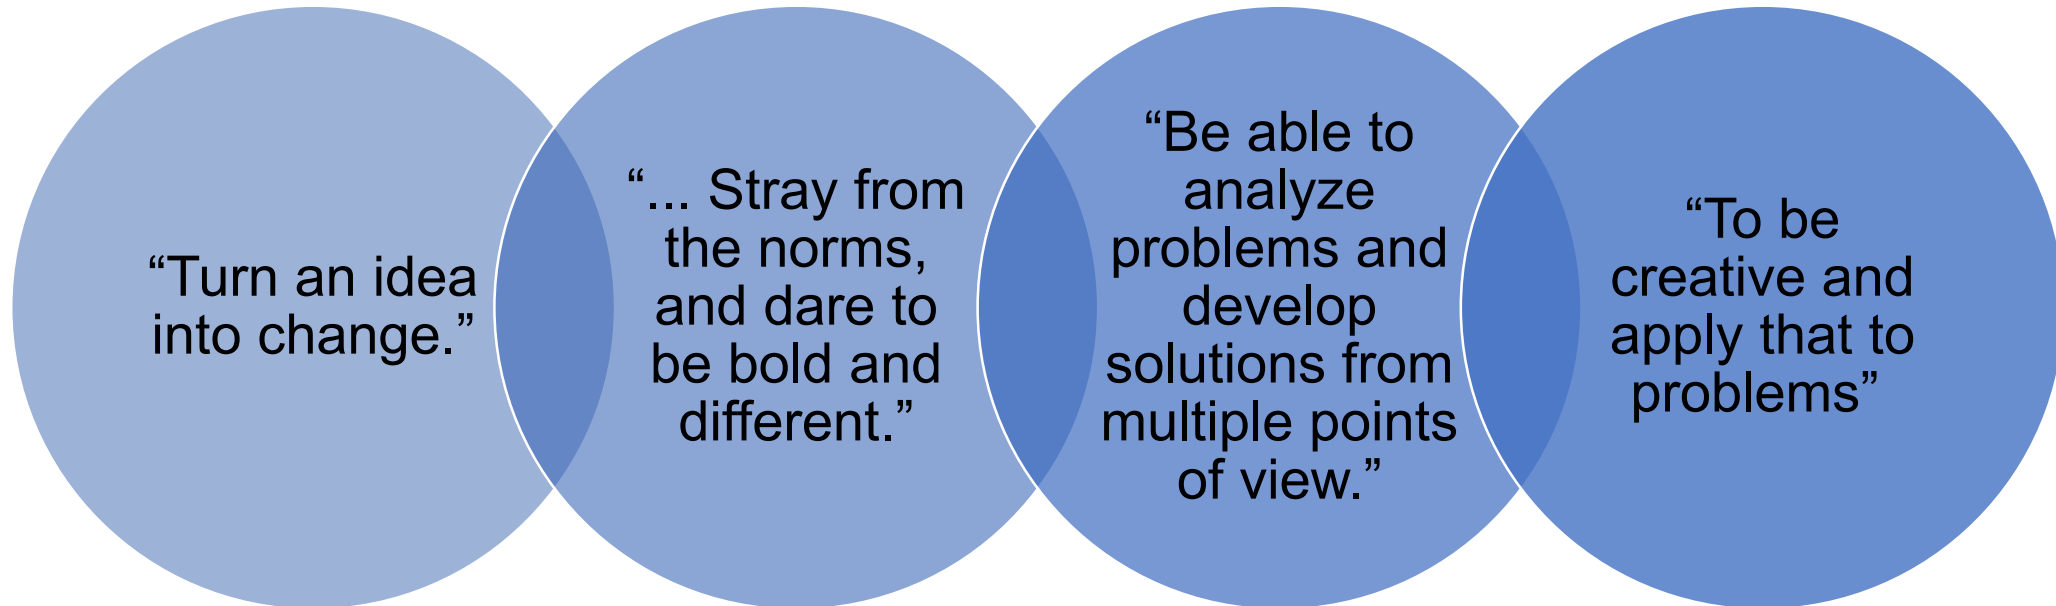 “Turn an idea
into change.”
“... Stray from
the norms,
and dare to
be bold and
different.”
“Be able to
analyze
problems and
develop
solutions from
multiple points
of view.”
“To be
creative and
apply that to
problems”